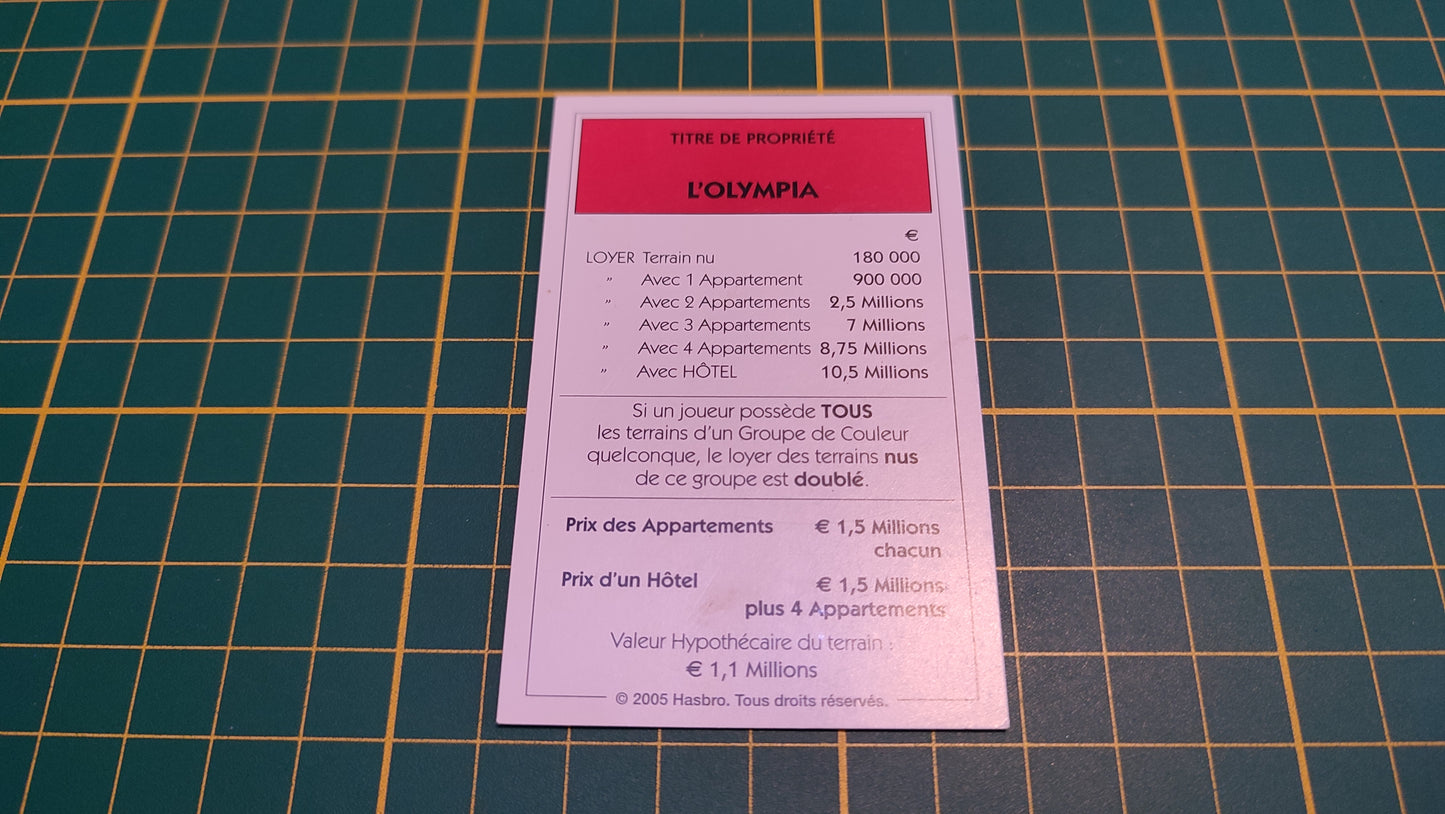 TITRE DE PROPRIÉTÉ
L'OLYMPIA
€
LOYER Terrain nu 180 000
" Avec 1 Appartement 900 000
" Avec 2 Appartements 2,5 Millions
" Avec 3 Appartements 7 Millions
" Avec 4 Appartements 8,75 Millions
" Avec HÔTEL 10,5 Millions
Si un joueur possède TOUS
les terrains d'un Groupe de Couleur
quelconque, le loyer des terrains nus
de ce groupe est doublé.
Prix des Appartements € 1,5 Millions
chacun
Prix d'un Hôtel € 1,5 Millions
plus 4 Appartements
Valeur Hypothécaire du terrain :
€ 1,1 Millions
© 2005 Hasbro. Tous droits réservés.